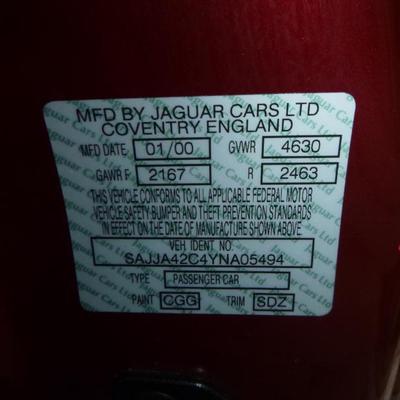 MFD BY JAGUAR CARS LTD
COVENTRY ENGLAND
MFD DATE 01/00 GVWR 4630
GAWR F 2167 R 2463
THIS VEHICLE CONFORMS TO ALL APPLICABLE FEDERAL MOTOR
VEHICLE SAFETY,BUMPER AND THEFT PREVENTION STANDARDS
IN EFFECT ON THE DATE OF MANUFACTURE SHOWN ABOVE
VEH IDENT NO.
SAJJA42C4YNA05494
TYPE PASSENGER CAR
PAINT CGG TRIM SDZ